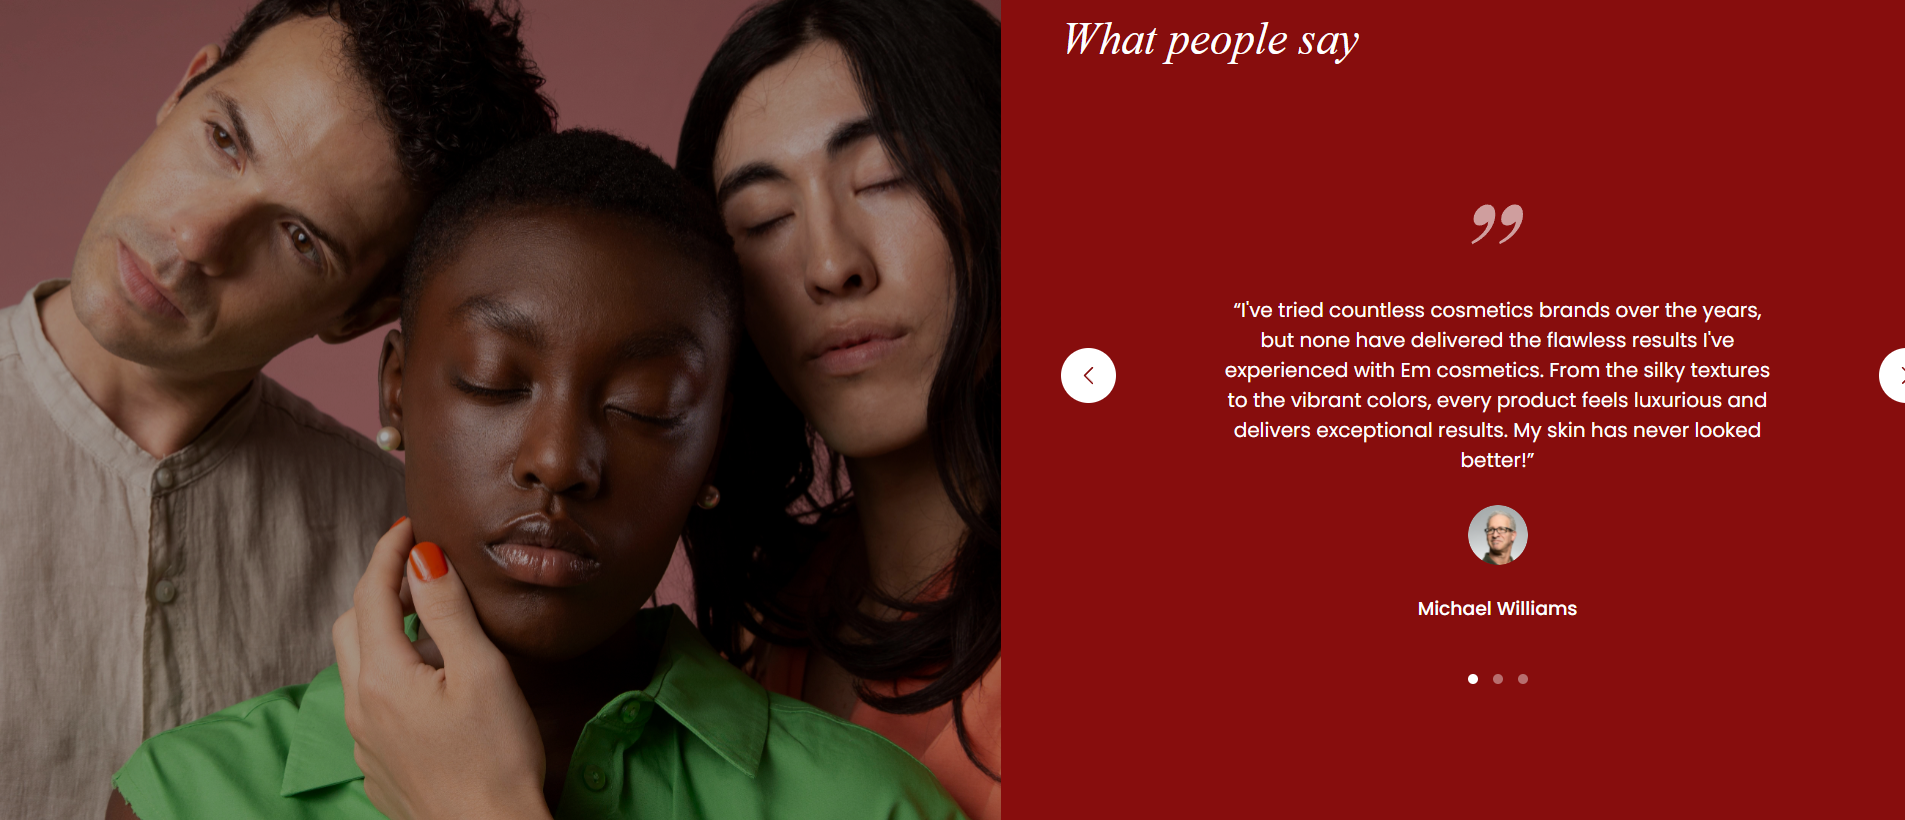 What people say
”
“I've tried countless cosmetics brands over the years,
but none have delivered the flawless results I've
experienced with Em cosmetics. From the silky textures
to the vibrant colors, every product feels luxurious and
delivers exceptional results. My skin has never looked
better!”
Michael Williams